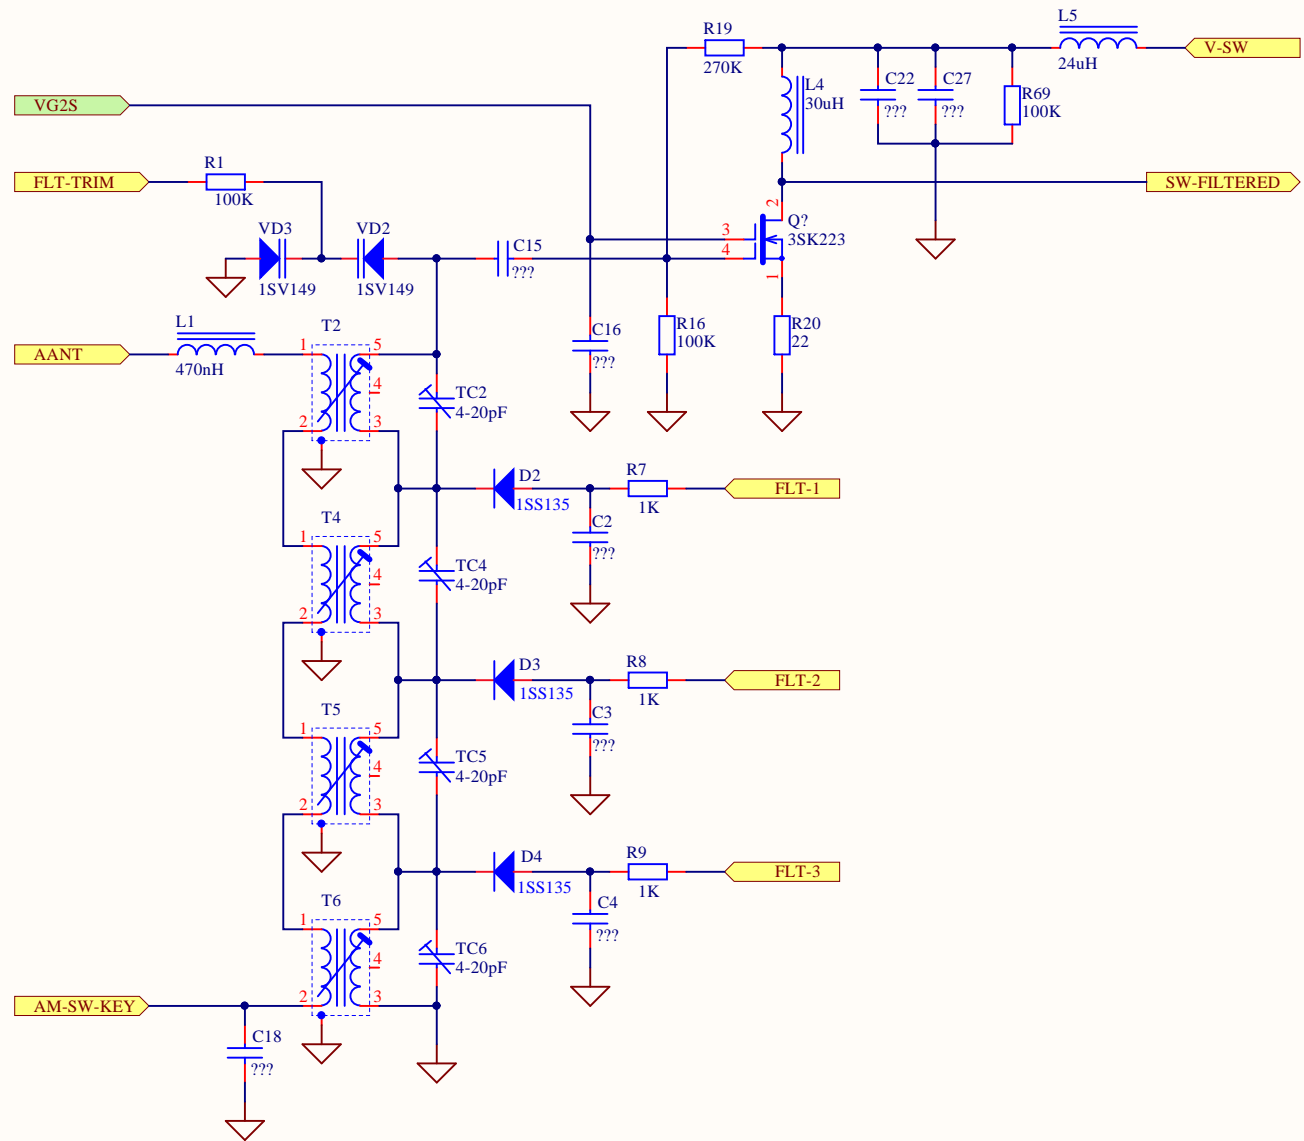 L5
R19
V-SW
270K
24uH
L4
30uH
C22
???
C27
???
R69
100K
VG2S
R1
FLT-TRIM
100K
SW-FILTERED
2
Q?
3SK223
3
4
1
VD3
1SV149
VD2
1SV149
C15
???
L1
470nH
AANT
T2
1
5
4
2
3
C16
???
R16
100K
R20
22
TC2
4-20pF
D2
1SS135
R7
1K
FLT-1
C2
???
T4
1
5
4
2
3
TC4
4-20pF
D3
1SS135
R8
1K
FLT-2
C3
???
T5
1
5
4
2
3
TC5
4-20pF
D4
1SS135
R9
1K
FLT-3
C4
???
T6
1
5
4
2
3
TC6
4-20pF
AM-SW-KEY
C18
???